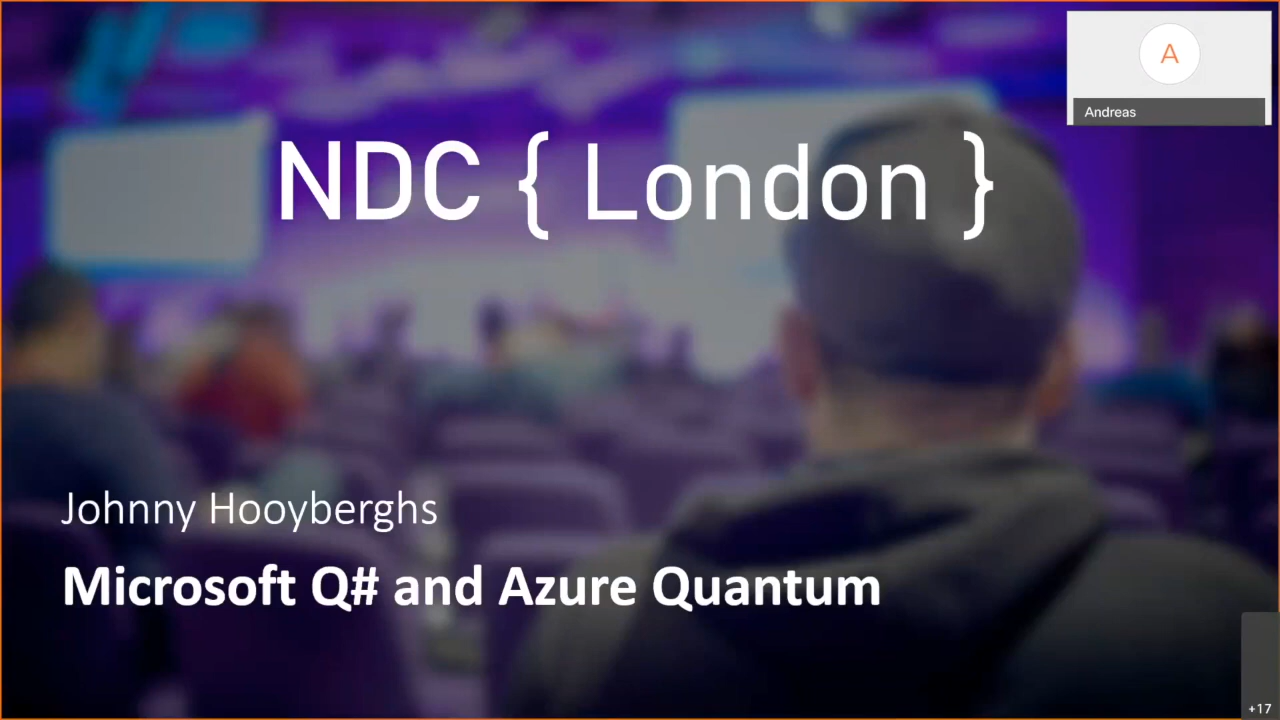 A
Andreas
NDC { London }
Johnny Hooyberghs
Microsoft Q# and Azure Quantum
+17